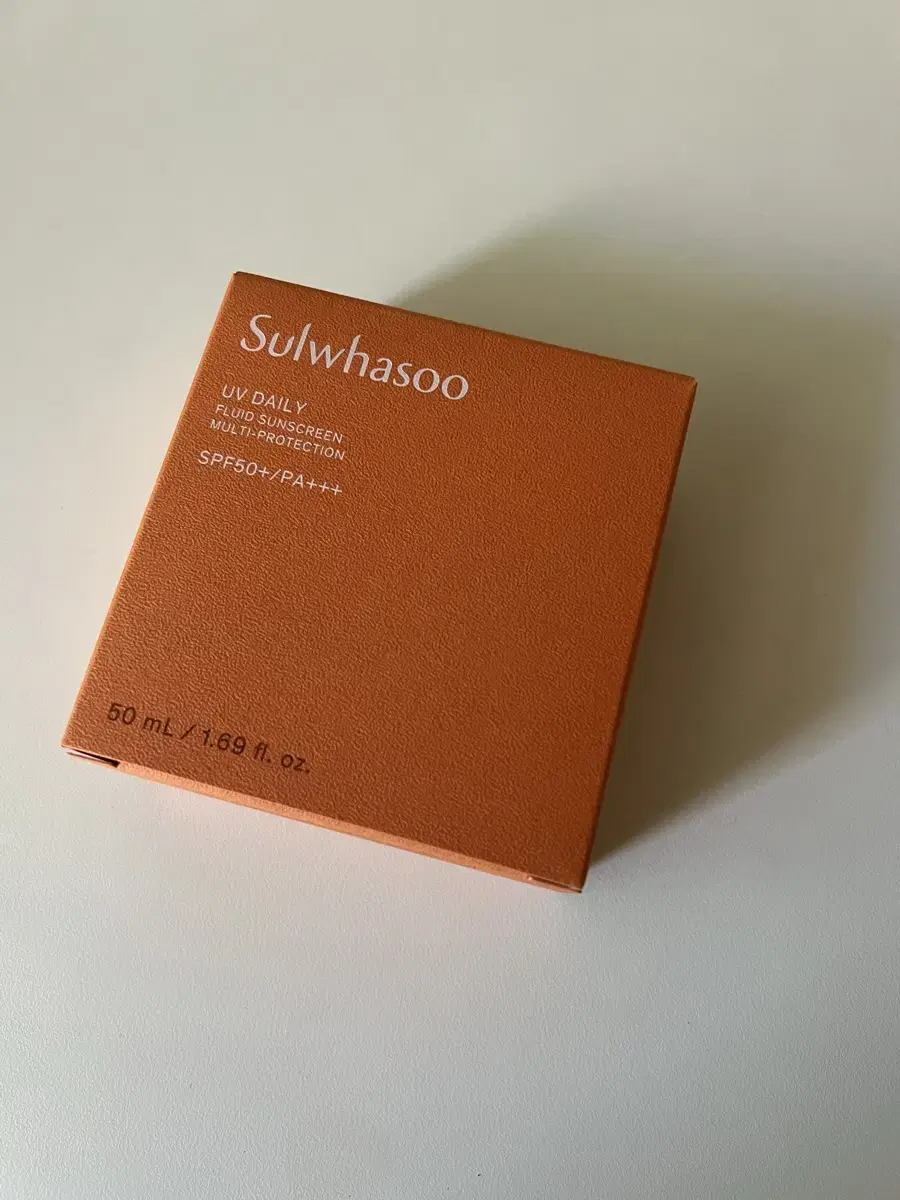 Sulwhasoo
UV DAILY
FLUID SUNSCREEN
MULTI-PROTECTION
SPF50+/PA+++
50 mL / 1.69 fl. oz.